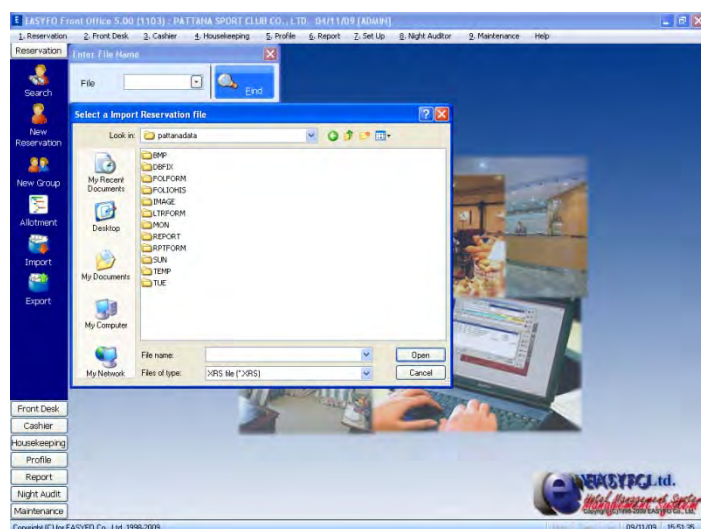 EASYFO Front Office 5.00 (1103) : PATTANA SPORT CLUB CO., LTD. 04/11/09 [ADMIN]
1. Reservation 2. Front Desk 3. Cashier 4. Housekeeping 5. Profile 6. Report 7. Set Up 8. Night Auditor 9. Maintenance Help
Reservation
Enter File Name
Search
File
Find
New
Reservation
New Group
Allotment
Import
Export
Select a Import Reservation file
Look in:
pattanadata
My Recent
Documents
Desktop
My Documents
My Computer
My Network
BMP
DBFIX
FOLFORM
FOLIOHIS
IMAGE
LTRFORM
MON
REPORT
RPTFORM
SUN
TEMP
TUE
File name:
Open
Files of type:
XRS file (*.XRS)
Cancel
Front Desk
Cashier
Housekeeping
Profile
Report
Night Audit
Maintenance
EASYFO Ltd.
Hotel Management System
Copyright (C) for EASYFO Co., Ltd. 1998-2009
09/11/09 15:51:35